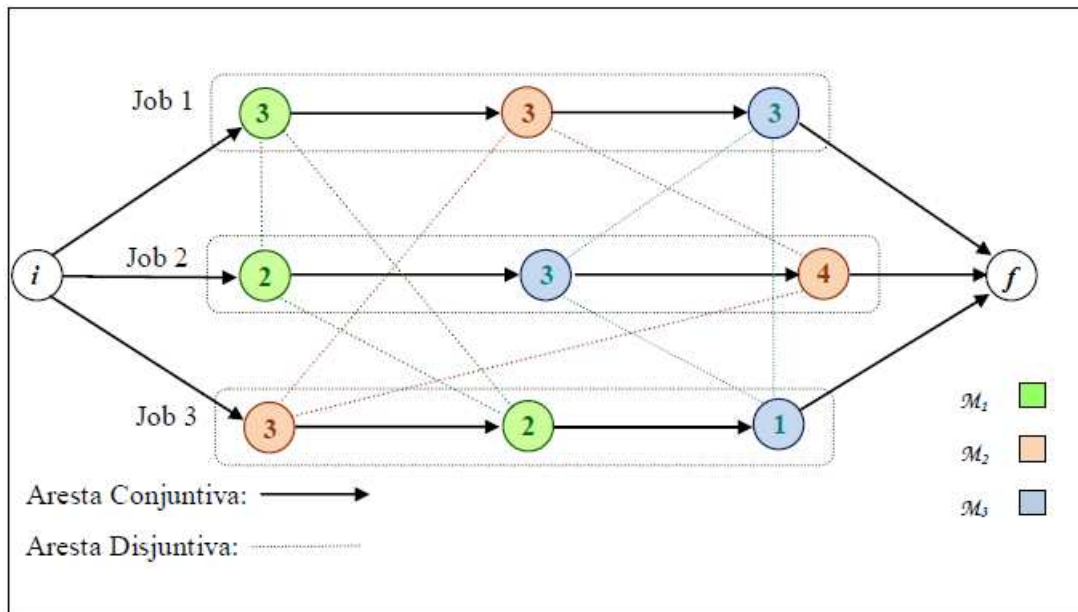 Job 1
3
3
3
i
Job 2
2
3
4
f
Job 3
3
2
1
M1
M2
M3
Aresta Conjuntiva:
Aresta Disjuntiva: